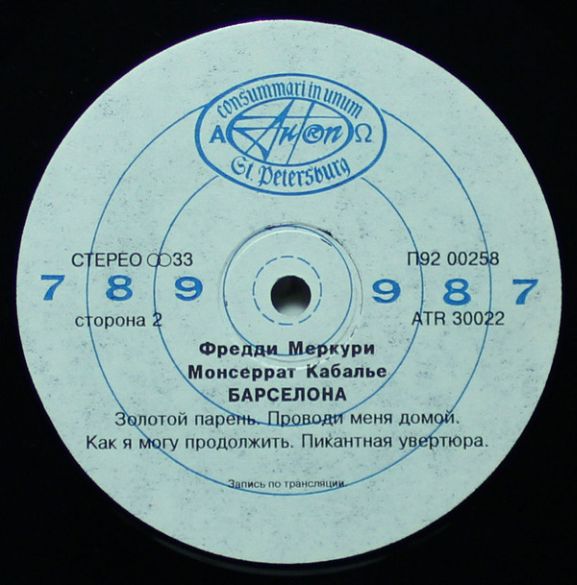 consummari in unum
Α Ω
St. Petersburg
СТЕРЕО 33
П92 00258
7 8 9 9 8 7
сторона 2
ATR 30022
Фредди Меркури
Монсеррат Кабалье
БАРСЕЛОНА
Золотой парень. Проводи меня домой.
Как я могу продолжить. Пикантная увертюра.
Запись по трансляции.